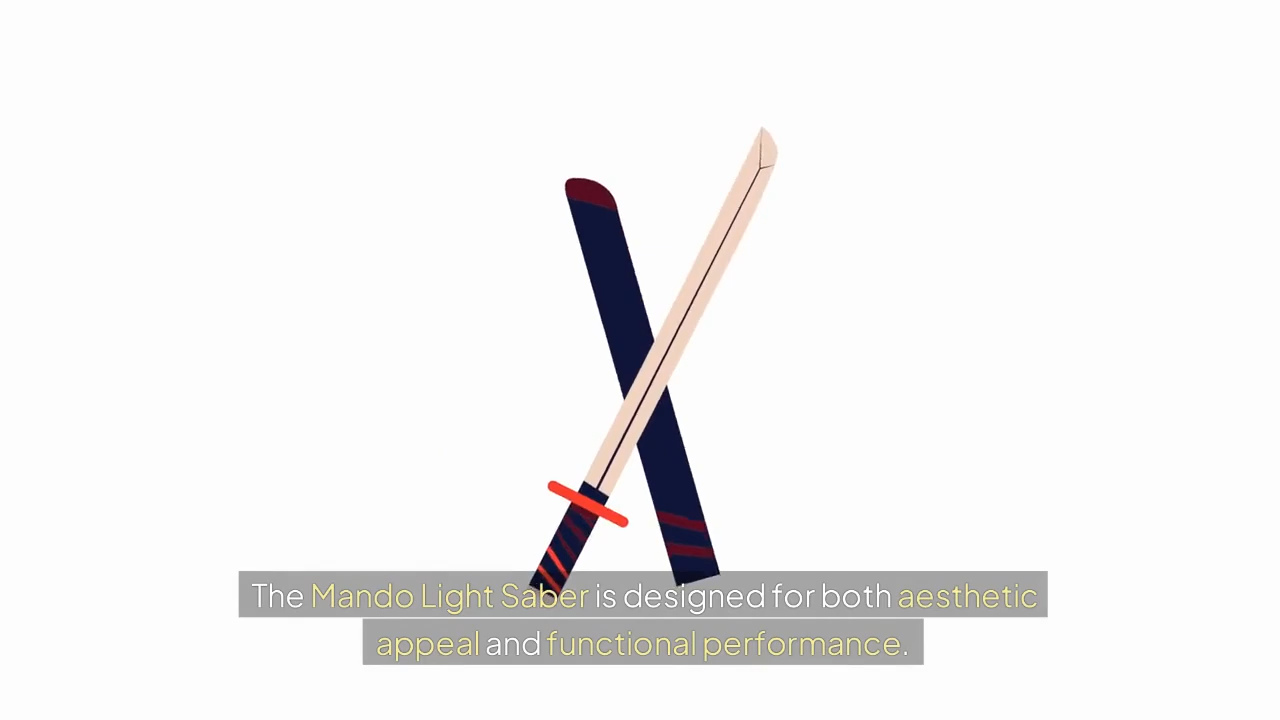 The Mando Light Saber is designed for both aesthetic
appeal and functional performance.